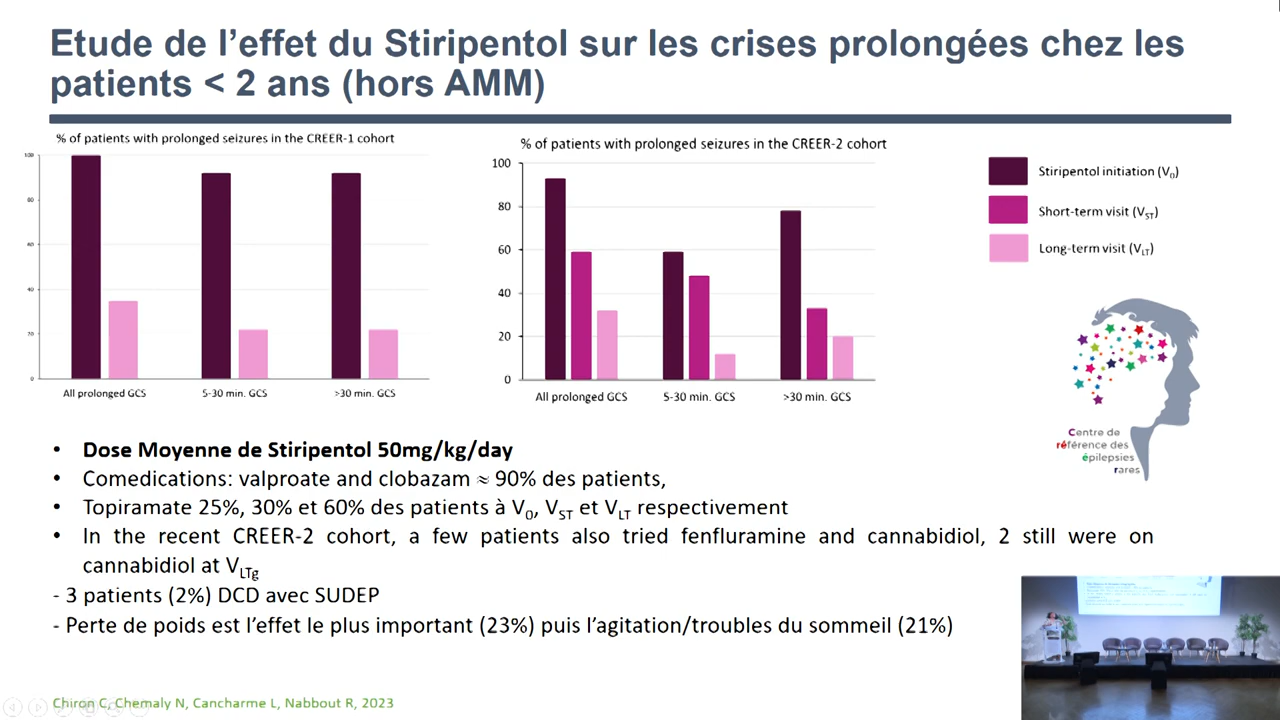 Etude de l'effet du Stiripentol sur les crises prolongées chez les
patients < 2 ans (hors AMM)
% of patients with prolonged seizures in the CREER-1 cohort
100
80
60
40
20
0
All prolonged GCS
5-30 min. GCS
>30 min. GCS
% of patients with prolonged seizures in the CREER-2 cohort
100
80
60
40
20
0
All prolonged GCS
5-30 min. GCS
>30 min. GCS
Stiripentol initiation (V0)
Short-term visit (VST)
Long-term visit (VLT)
Centre de
référence des
épilepsies
rares
• Dose Moyenne de Stiripentol 50mg/kg/day
• Comedications: valproate and clobazam ≈ 90% des patients,
• Topiramate 25%, 30% et 60% des patients à V0, VST et VLT respectivement
• In the recent CREER-2 cohort, a few patients also tried fenfluramine and cannabidiol, 2 still were on
cannabidiol at VLTg
- 3 patients (2%) DCD avec SUDEP
- Perte de poids est l'effet le plus important (23%) puis l'agitation/troubles du sommeil (21%)
Chiron C, Chemaly N, Cancharme L, Nabbout R, 2023